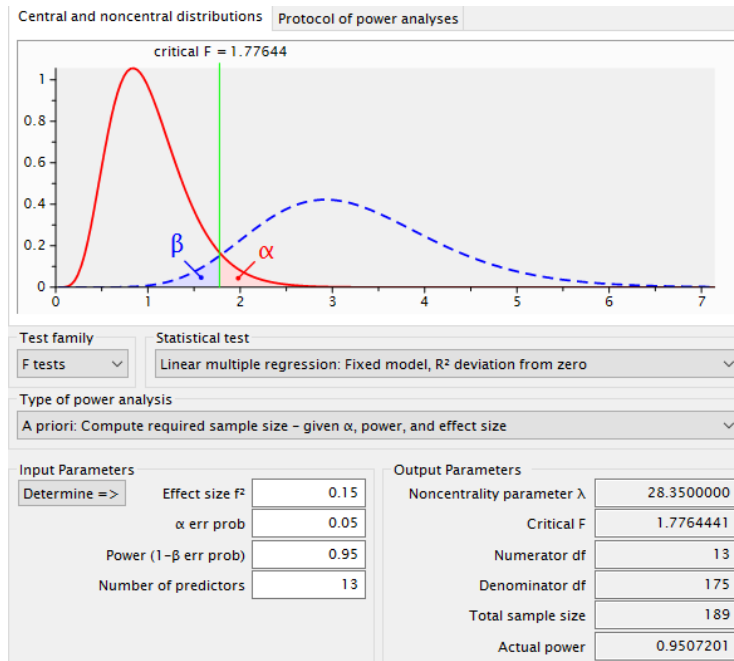 Central and noncentral distributions Protocol of power analyses
critical F = 1.77644
1
0.8
0.6
0.4
0.2
0
β
α
0 1 2 3 4 5 6 7
Test family Statistical test
F tests Linear multiple regression: Fixed model, R² deviation from zero
Type of power analysis
A priori: Compute required sample size – given α, power, and effect size
Input Parameters Output Parameters
Determine => Effect size f² 0.15 Noncentrality parameter λ 28.3500000
α err prob 0.05 Critical F 1.7764441
Power (1-β err prob) 0.95 Numerator df 13
Number of predictors 13 Denominator df 175
Total sample size 189
Actual power 0.9507201